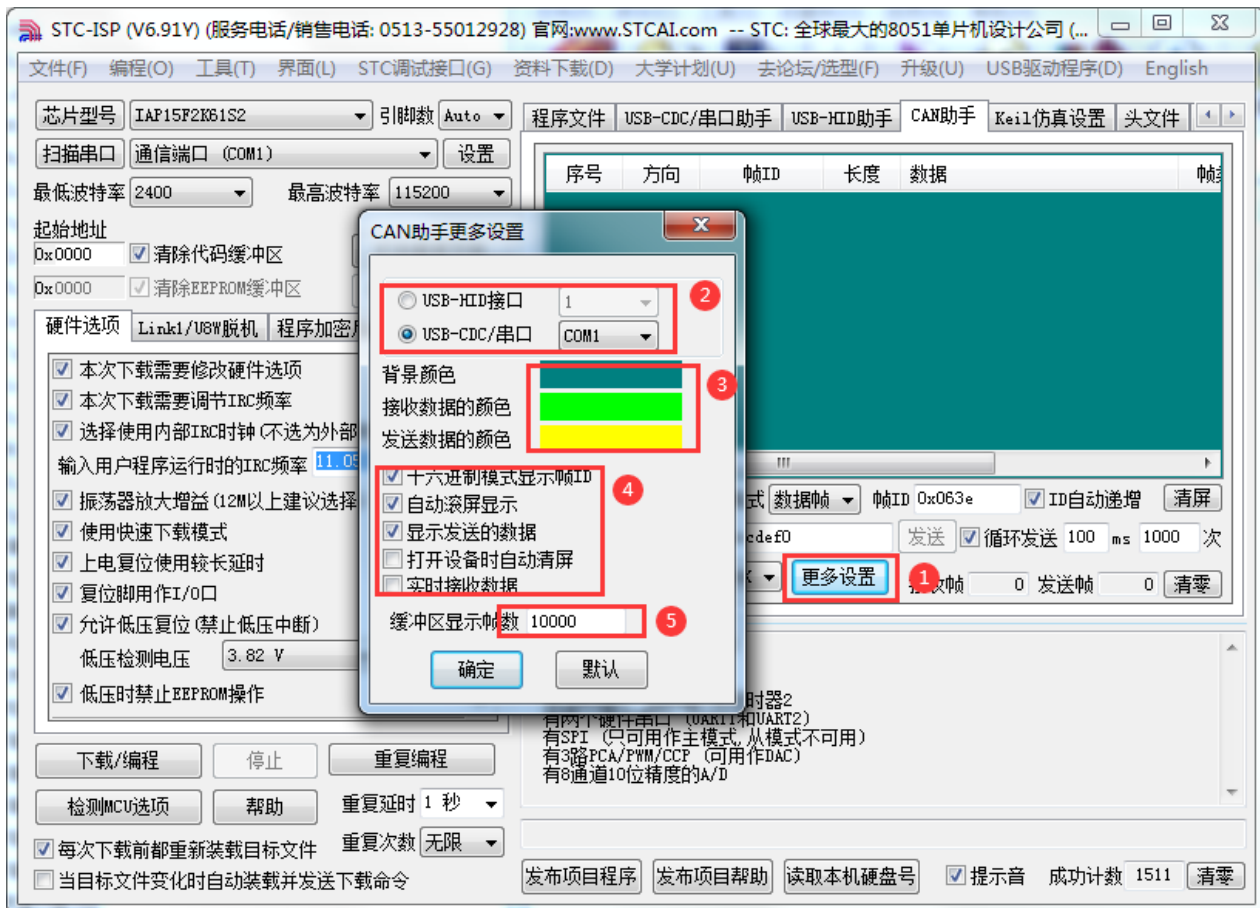 STC-ISP (V6.91Y) (服务电话/销售电话: 0513-55012928) 官网:www.STCAI.com -- STC: 全球最大的8051单片机设计公司 (...
文件(F) 编程(O) 工具(T) 界面(L) STC调试接口(G) 资料下载(D) 大学计划(U) 去论坛/选型(F) 升级(U) USB驱动程序(D) English
芯片型号 IAP15F2K61S2 引脚数 Auto
扫描串口 通信端口 (COM1) 设置
最低波特率 2400 最高波特率 115200
起始地址
0x0000 清除代码缓冲区
0x0000 清除EEPROM缓冲区
硬件选项 Link1/U8W脱机 程序加密
本次下载需要修改硬件选项
本次下载需要调节IRC频率
选择使用内部IRC时钟(不选为外部
输入用户程序运行时的IRC频率 11.05
振荡器放大增益(12M以上建议选择
使用快速下载模式
上电复位使用较长延时
复位脚用作I/O口
允许低压复位(禁止低压中断)
低压检测电压 3.82 V
低压时禁止EEPROM操作
下载/编程 停止 重复编程
检测MCU选项 帮助 重复延时 1 秒
每次下载前都重新装载目标文件 重复次数 无限
当目标文件变化时自动装载并发送下载命令
程序文件 USB-CDC/串口助手 USB-HID助手 CAN助手 Keil仿真设置 头文件
序号 方向 帧ID 长度 数据
CAN助手更多设置
USB-HID接口 1
USB-CDC/串口 COM1
2
背景颜色
接收数据的颜色
发送数据的颜色
3
十六进制模式显示帧ID
自动滚屏显示
显示发送的数据
打开设备时自动清屏
实时接收数据
4
缓冲区显示帧数 10000
5
确定 默认
式 数据帧 帧ID 0x063e ID自动递增 清屏
cdef0 发送 循环发送 100 ms 1000 次
更多设置 1 帧 0 发送帧 0 清零
时器2
有两个硬件串口 (UART1和UART2)
有SPI (只可用作主模式,从模式不可用)
有3路PCA/PWM/CCP (可用作DAC)
有8通道10位精度的A/D
发布项目程序 发布项目帮助 读取本机硬盘号 提示音 成功计数 1511 清零